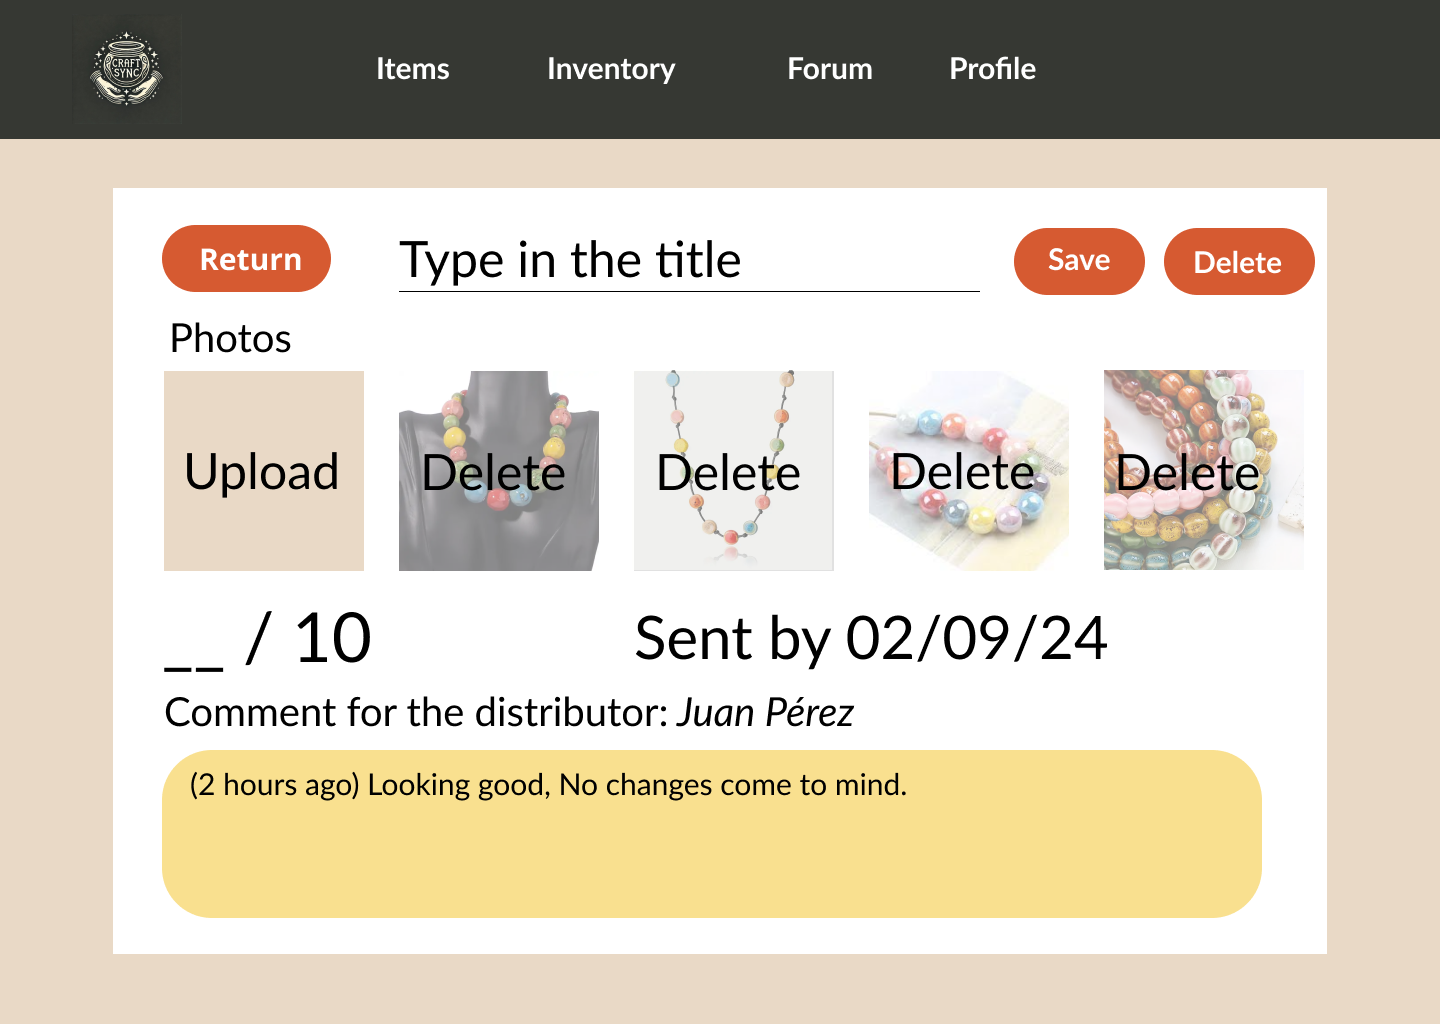 CRAFT
SYNC
Items Inventory Forum Profile
Return Type in the title Save Delete
Photos
Upload Delete Delete Delete Delete
__ / 10 Sent by 02/09/24
Comment for the distributor: Juan Pérez
(2 hours ago) Looking good, No changes come to mind.